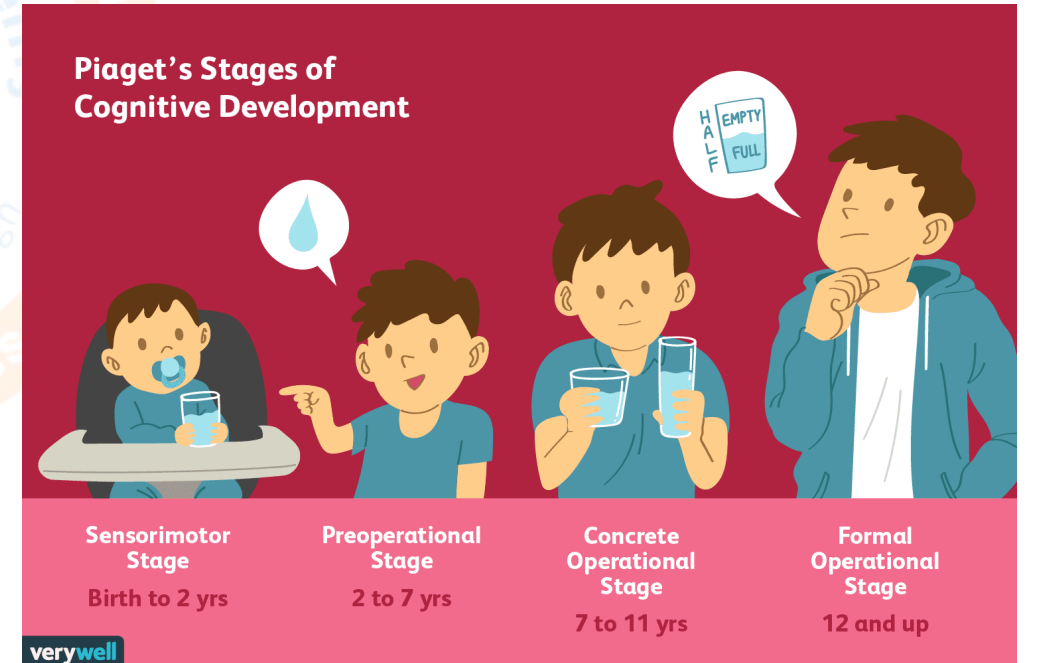 Piaget's Stages of
Cognitive Development
H
A
L
F
EMPTY
FULL
Sensorimotor
Stage
Birth to 2 yrs
Preoperational
Stage
2 to 7 yrs
Concrete
Operational
Stage
7 to 11 yrs
Formal
Operational
Stage
12 and up
verywell